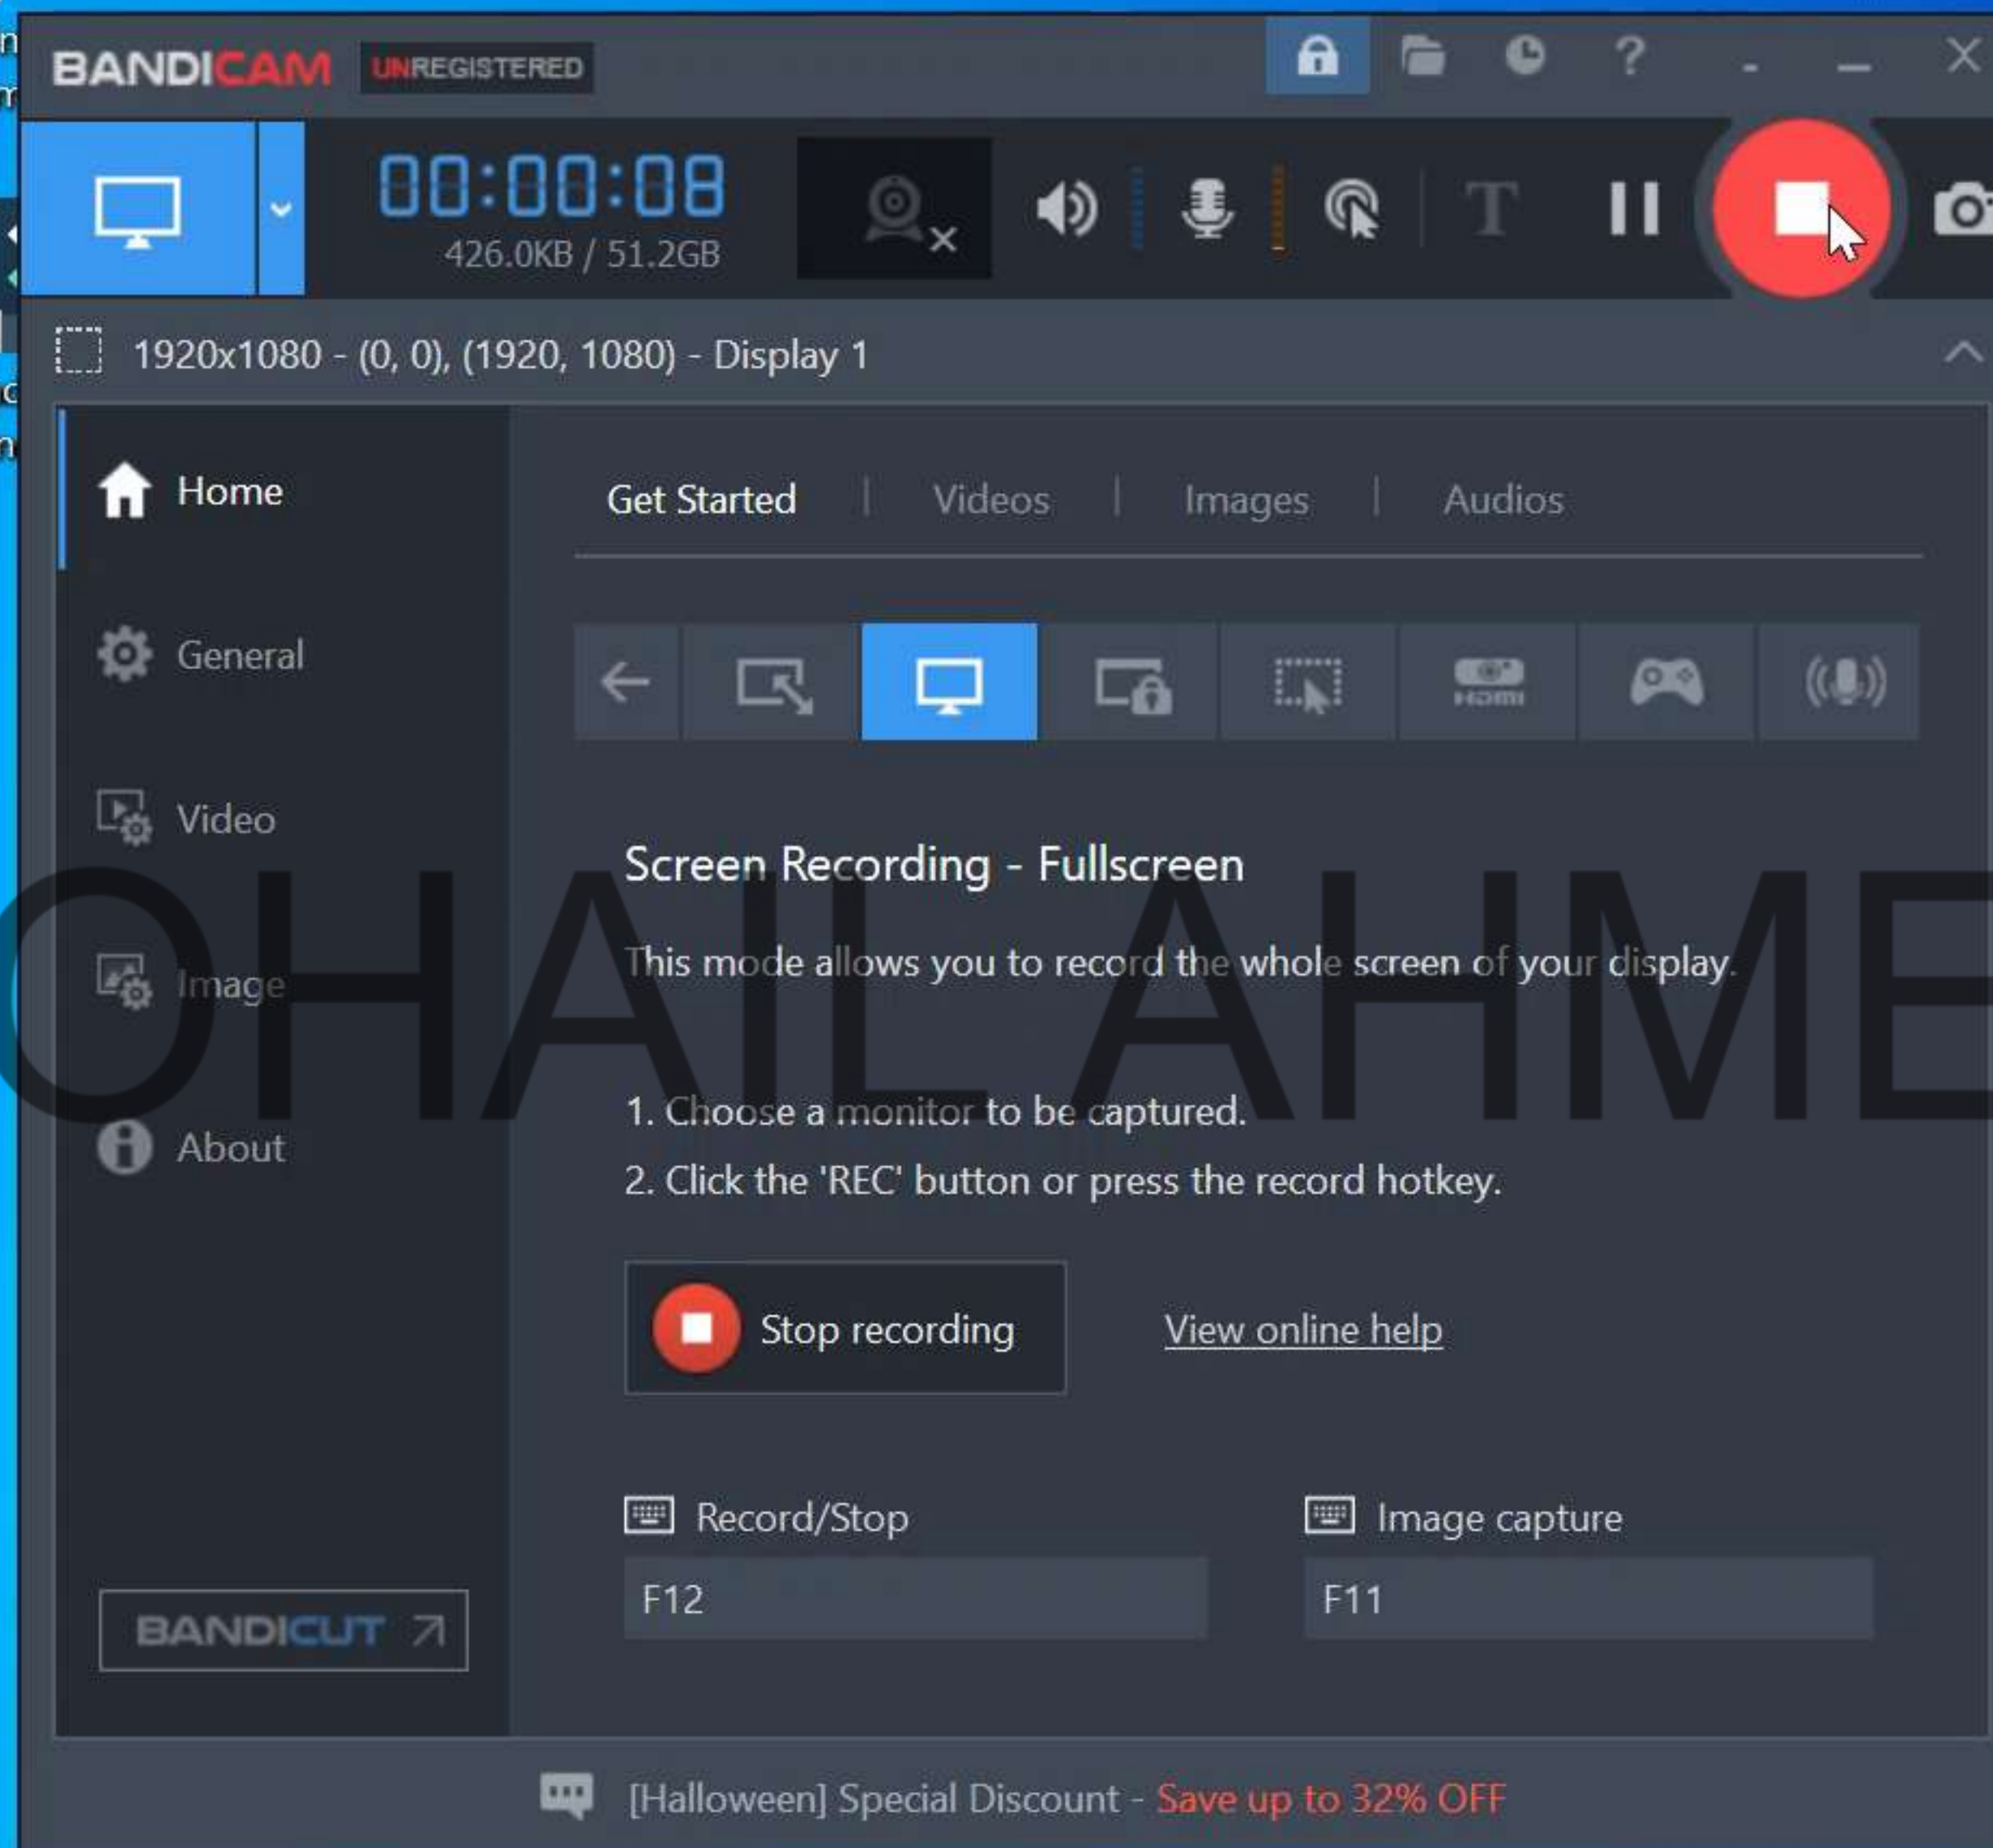 BANDICAM UNREGISTERED
00:00:08
426.0KB / 51.2GB
T
1920x1080 - (0, 0), (1920, 1080) - Display 1
Home
General
Video
Image
About
BANDICUT
Get Started | Videos | Images | Audios
HDMI
Screen Recording - Fullscreen
This mode allows you to record the whole screen of your display.
OHAIL AHME
1. Choose a monitor to be captured.
2. Click the 'REC' button or press the record hotkey.
Stop recording View online help
Record/Stop Image capture
F12 F11
[Halloween] Special Discount - Save up to 32% OFF